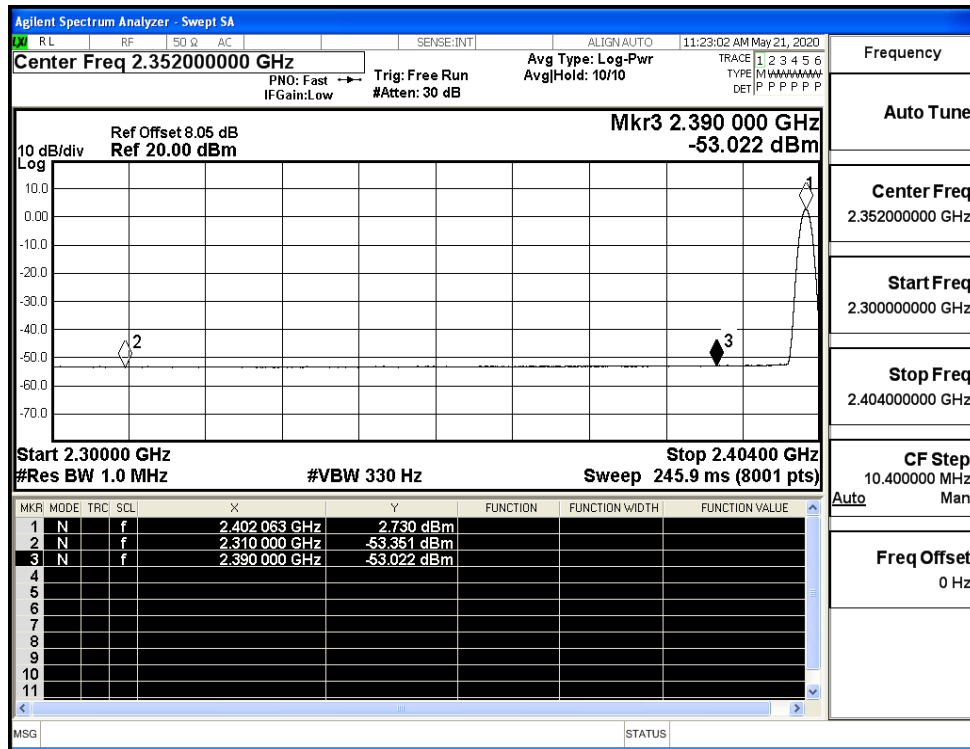 Agilent Spectrum Analyzer - Swept SA
LXI RL RF 50 Ω AC SENSE:INT ALIGN AUTO 11:23:02 AM May 21, 2020
Center Freq 2.352000000 GHz
PNO: Fast
IFGain:Low
Trig: Free Run
#Atten: 30 dB
Avg Type: Log-Pwr
Avg|Hold: 10/10
TRACE 1 2 3 4 5 6
TYPE M W W W W W
DET P P P P P P
Ref Offset 8.05 dB
10 dB/div Ref 20.00 dBm
Log
Mkr3 2.390 000 GHz
-53.022 dBm
10.0
0.00
-10.0
-20.0
-30.0
-40.0
-50.0
-60.0
-70.0
1
2
3
Start 2.30000 GHz Stop 2.40400 GHz
#Res BW 1.0 MHz #VBW 330 Hz Sweep 245.9 ms (8001 pts)
MKR MODE TRC SCL X Y FUNCTION FUNCTION WIDTH FUNCTION VALUE
1 N f 2.402 063 GHz 2.730 dBm
2 N f 2.310 000 GHz -53.351 dBm
3 N f 2.390 000 GHz -53.022 dBm
4
5
6
7
8
9
10
11
MSG STATUS
Frequency
Auto Tune
Center Freq
2.352000000 GHz
Start Freq
2.300000000 GHz
Stop Freq
2.404000000 GHz
CF Step
10.400000 MHz
Auto Man
Freq Offset
0 Hz